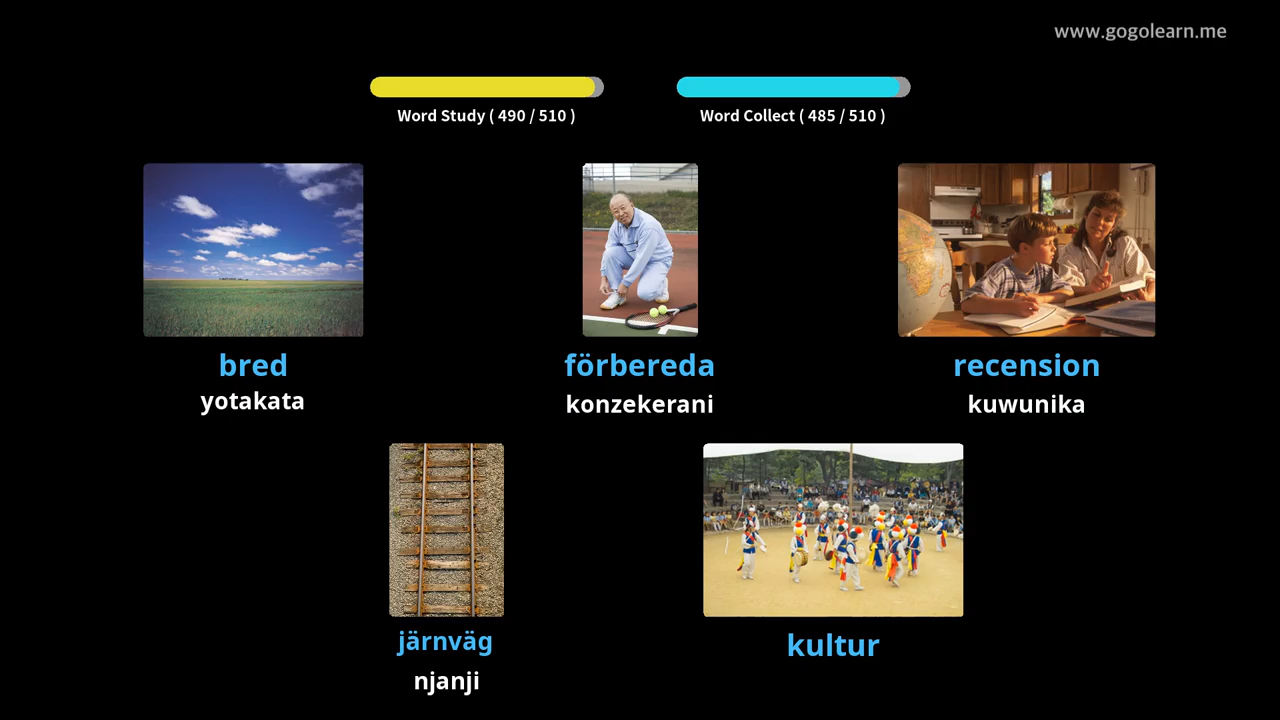 www.gogolearn.me
Word Study ( 490 / 510 )
Word Collect ( 485 / 510 )
bred
yotakata
förbereda
konzekerani
recension
kuwunika
järnväg
njanji
kultur